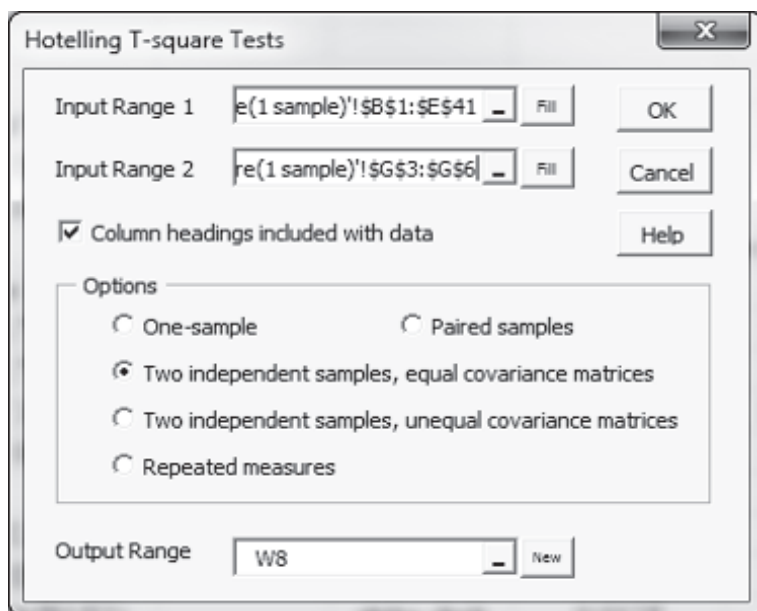 Hotelling T-square Tests
Input Range 1 e(1 sample)'!$B$1:$E$41 _ Fill OK
Input Range 2 re(1 sample)'!$G$3:$G$6 _ Fill Cancel
Column headings included with data Help
Options
One-sample Paired samples
Two independent samples, equal covariance matrices
Two independent samples, unequal covariance matrices
Repeated measures
Output Range W8 _ New